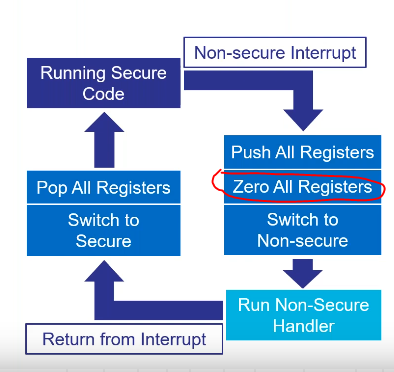 Non-secure Interrupt
Running Secure
Code
Push All Registers
Zero All Registers
Switch to
Non-secure
Run Non-Secure
Handler
Return from Interrupt
Switch to
Secure
Pop All Registers